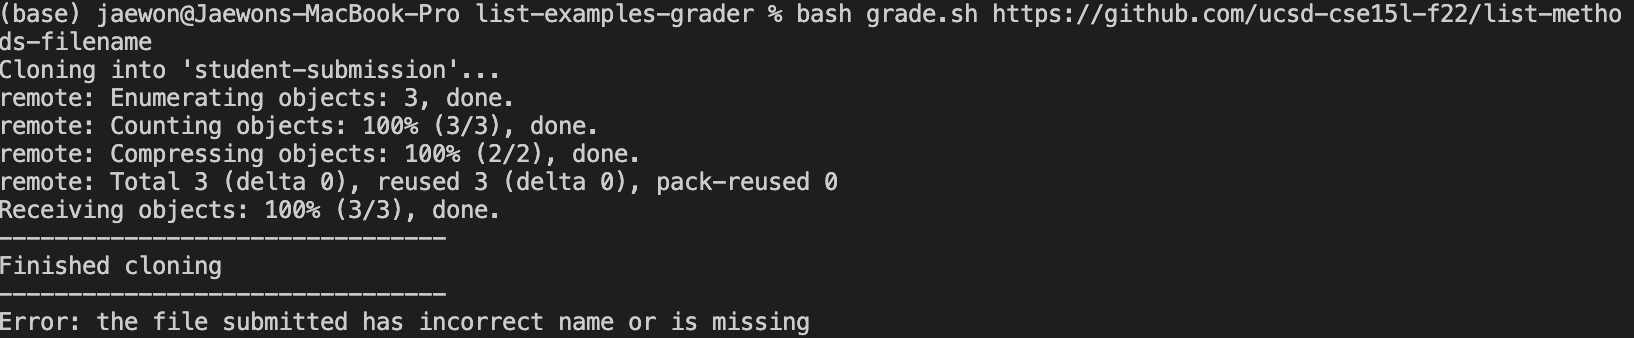 (base) jaewon@Jaewons-MacBook-Pro list-examples-grader % bash grade.sh https://github.com/ucsd-cse15l-f22/list-metho
ds-filename
Cloning into 'student-submission'...
remote: Enumerating objects: 3, done.
remote: Counting objects: 100% (3/3), done.
remote: Compressing objects: 100% (2/2), done.
remote: Total 3 (delta 0), reused 3 (delta 0), pack-reused 0
Receiving objects: 100% (3/3), done.
--------------------------------
Finished cloning
--------------------------------
Error: the file submitted has incorrect name or is missing